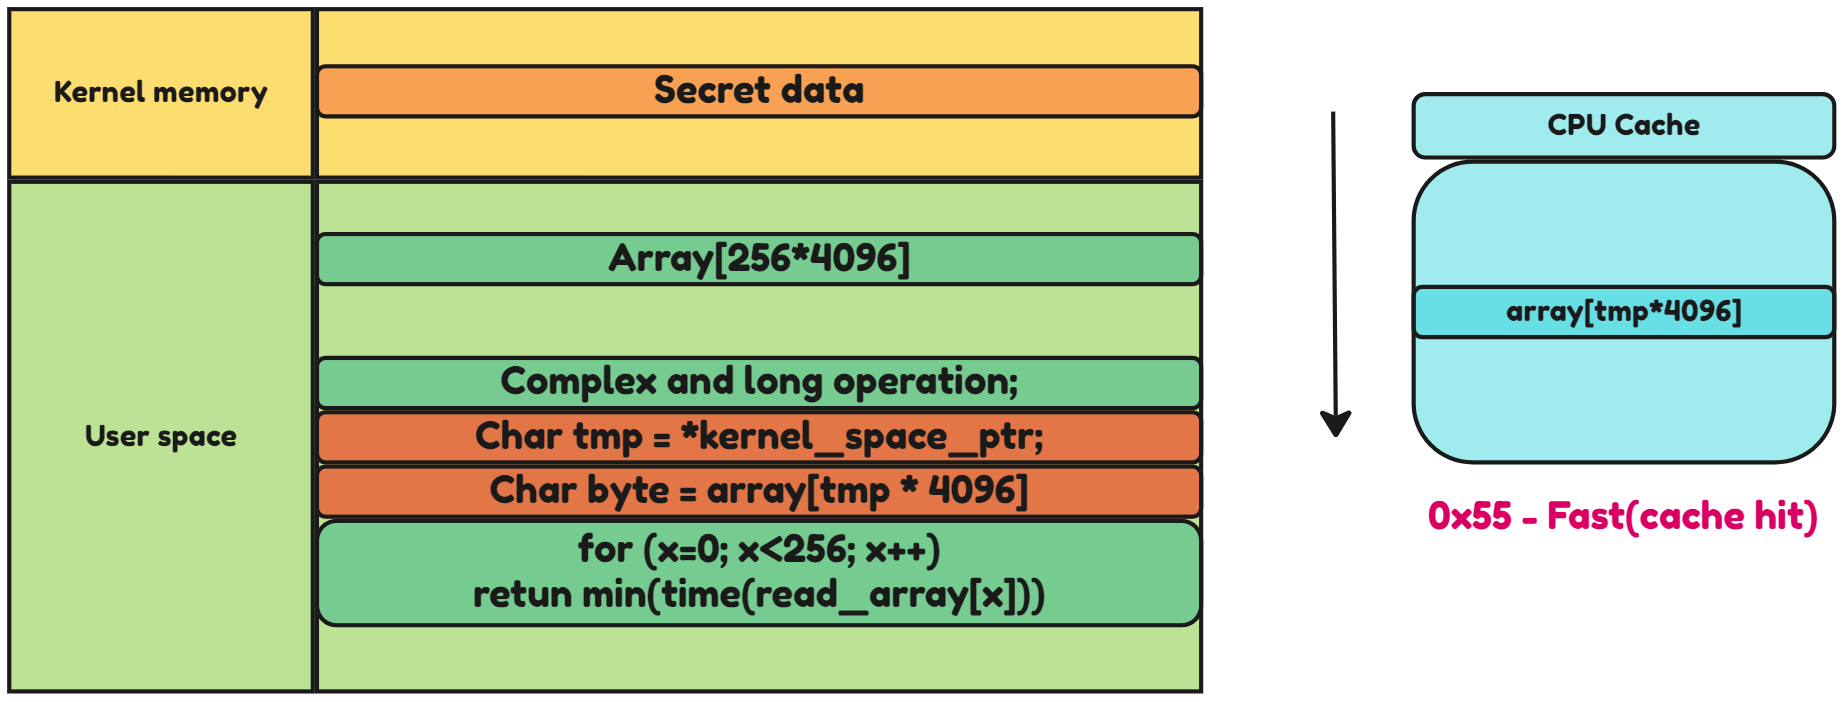 Kernel memory
Secret data
User space
Array[256*4096]
Complex and long operation;
Char tmp = *kernel_space_ptr;
Char byte = array[tmp * 4096]
for (x=0; x<256; x++)
retun min(time(read_array[x]))
CPU Cache
array[tmp*4096]
0x55 - Fast(cache hit)